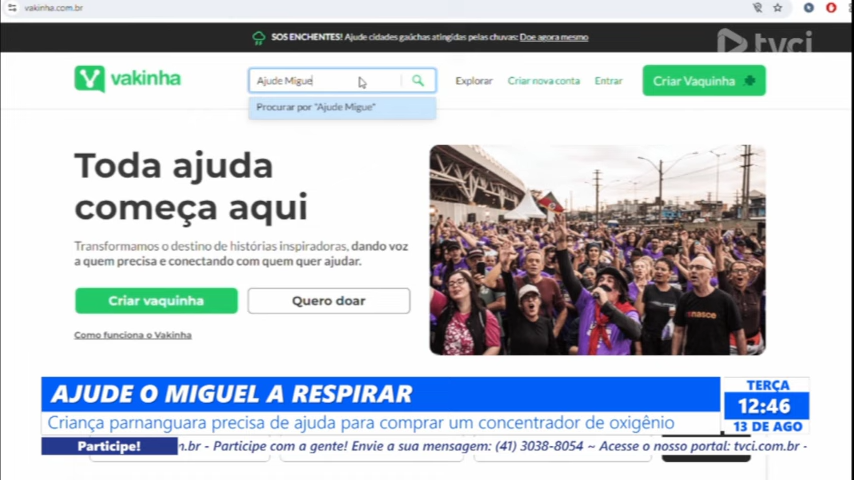 vakinha.com.br
SOS ENCHENTES! Ajude cidades gaúchas atingidas pelas chuvas: Doe agora mesmo
tvci
vakinha
Ajude Migue
Explorar
Criar nova conta
Entrar
Criar Vaquinha
Procurar por "Ajude Migue"
Toda ajuda
começa aqui
Transformamos o destino de histórias inspiradoras, dando voz
a quem precisa e conectando com quem quer ajudar.
Criar vaquinha
Quero doar
Como funciona o Vakinha
nasce
AJUDE O MIGUEL A RESPIRAR
Criança parnanguara precisa de ajuda para comprar um concentrador de oxigênio
TERÇA
12:46
13 DE AGO
Participe!
n.br - Participe com a gente! Envie a sua mensagem: (41) 3038-8054 ~ Acesse o nosso portal: tvci.com.br -